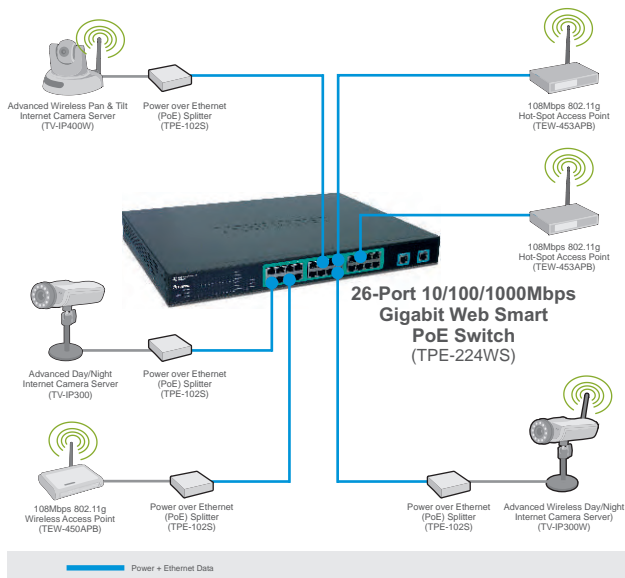 Advanced Wireless Pan & Tilt
Internet Camera Server
(TV-IP400W)
Power over Ethernet
(PoE) Splitter
(TPE-102S)
108Mbps 802.11g
Hot-Spot Access Point
(TEW-453APB)
108Mbps 802.11g
Hot-Spot Access Point
(TEW-453APB)
26-Port 10/100/1000Mbps
Gigabit Web Smart
PoE Switch
(TPE-224WS)
Advanced Day/Night
Internet Camera Server
(TV-IP300)
Power over Ethernet
(PoE) Splitter
(TPE-102S)
108Mbps 802.11g
Wireless Access Point
(TEW-450APB)
Power over Ethernet
(PoE) Splitter
(TPE-102S)
Power over Ethernet
(PoE) Splitter
(TPE-102S)
Advanced Wireless Day/Night
Internet Camera Server)
(TV-IP300W)
Power + Ethernet Data